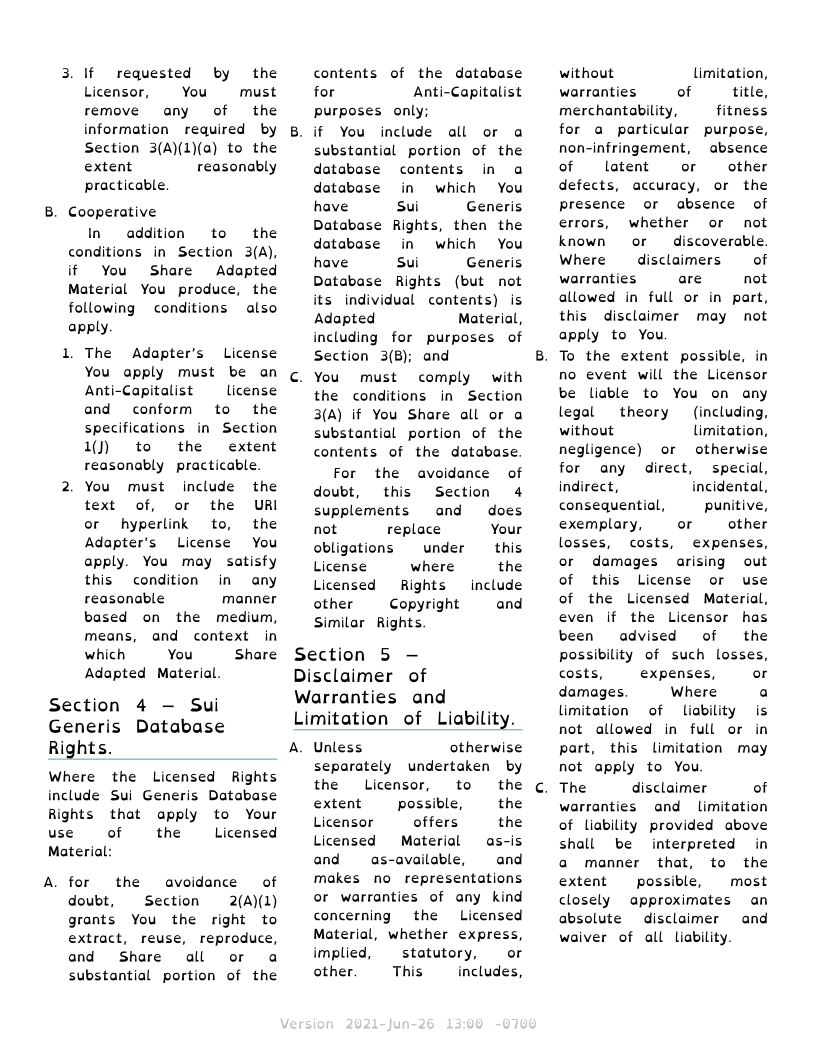 3. If requested by the
Licensor, You must
remove any of the
information required by
Section 3(A)(1)(a) to the
extent reasonably
practicable.
B. Cooperative
In addition to the
conditions in Section 3(A),
if You Share Adapted
Material You produce, the
following conditions also
apply.
1. The Adapter's License
You apply must be an
Anti-Capitalist license
and conform to the
specifications in Section
1(J) to the extent
reasonably practicable.
2. You must include the
text of, or the URI
or hyperlink to, the
Adapter's License You
apply. You may satisfy
this condition in any
reasonable manner
based on the medium,
means, and context in
which You Share
Adapted Material.
Section 4 – Sui
Generis Database
Rights.
Where the Licensed Rights
include Sui Generis Database
Rights that apply to Your
use of the Licensed
Material:
A. for the avoidance of
doubt, Section 2(A)(1)
grants You the right to
extract, reuse, reproduce,
and Share all or a
substantial portion of the
contents of the database
for Anti-Capitalist
purposes only;
B. if You include all or a
substantial portion of the
database contents in a
database in which You
have Sui Generis
Database Rights, then the
database in which You
have Sui Generis
Database Rights (but not
its individual contents) is
Adapted Material,
including for purposes of
Section 3(B); and
C. You must comply with
the conditions in Section
3(A) if You Share all or a
substantial portion of the
contents of the database.
For the avoidance of
doubt, this Section 4
supplements and does
not replace Your
obligations under this
License where the
Licensed Rights include
other Copyright and
Similar Rights.
Section 5 –
Disclaimer of
Warranties and
Limitation of Liability.
A. Unless otherwise
separately undertaken by
the Licensor, to the
extent possible, the
Licensor offers the
Licensed Material as-is
and as-available, and
makes no representations
or warranties of any kind
concerning the Licensed
Material, whether express,
implied, statutory, or
other. This includes,
without limitation,
warranties of title,
merchantability, fitness
for a particular purpose,
non-infringement, absence
of latent or other
defects, accuracy, or the
presence or absence of
errors, whether or not
known or discoverable.
Where disclaimers of
warranties are not
allowed in full or in part,
this disclaimer may not
apply to You.
B. To the extent possible, in
no event will the Licensor
be liable to You on any
legal theory (including,
without limitation,
negligence) or otherwise
for any direct, special,
indirect, incidental,
consequential, punitive,
exemplary, or other
losses, costs, expenses,
or damages arising out
of this License or use
of the Licensed Material,
even if the Licensor has
been advised of the
possibility of such losses,
costs, expenses, or
damages. Where a
limitation of liability is
not allowed in full or in
part, this limitation may
not apply to You.
C. The disclaimer of
warranties and limitation
of liability provided above
shall be interpreted in
a manner that, to the
extent possible, most
closely approximates an
absolute disclaimer and
waiver of all liability.
Version 2021-Jun-26 13:00 -0700